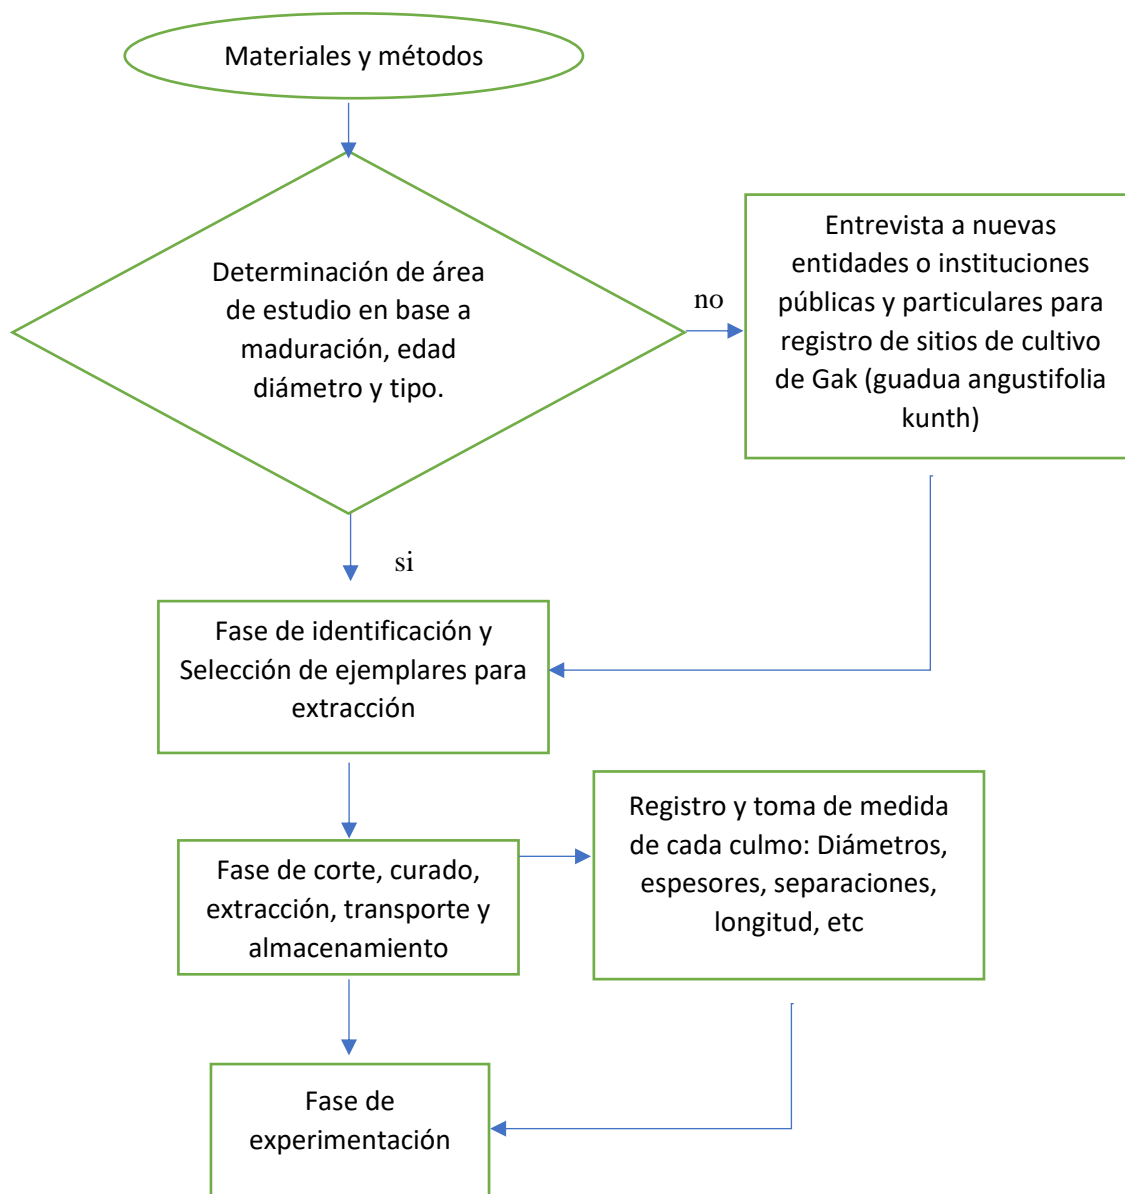 Materiales y métodos
Determinación de área
de estudio en base a
maduración, edad
diámetro y tipo.
no
Entrevista a nuevas
entidades o instituciones
públicas y particulares para
registro de sitios de cultivo
de Gak (guadua angustifolia
kunth)
si
Fase de identificación y
Selección de ejemplares para
extracción
Fase de corte, curado,
extracción, transporte y
almacenamiento
Registro y toma de medida
de cada culmo: Diámetros,
espesores, separaciones,
longitud, etc
Fase de
experimentación